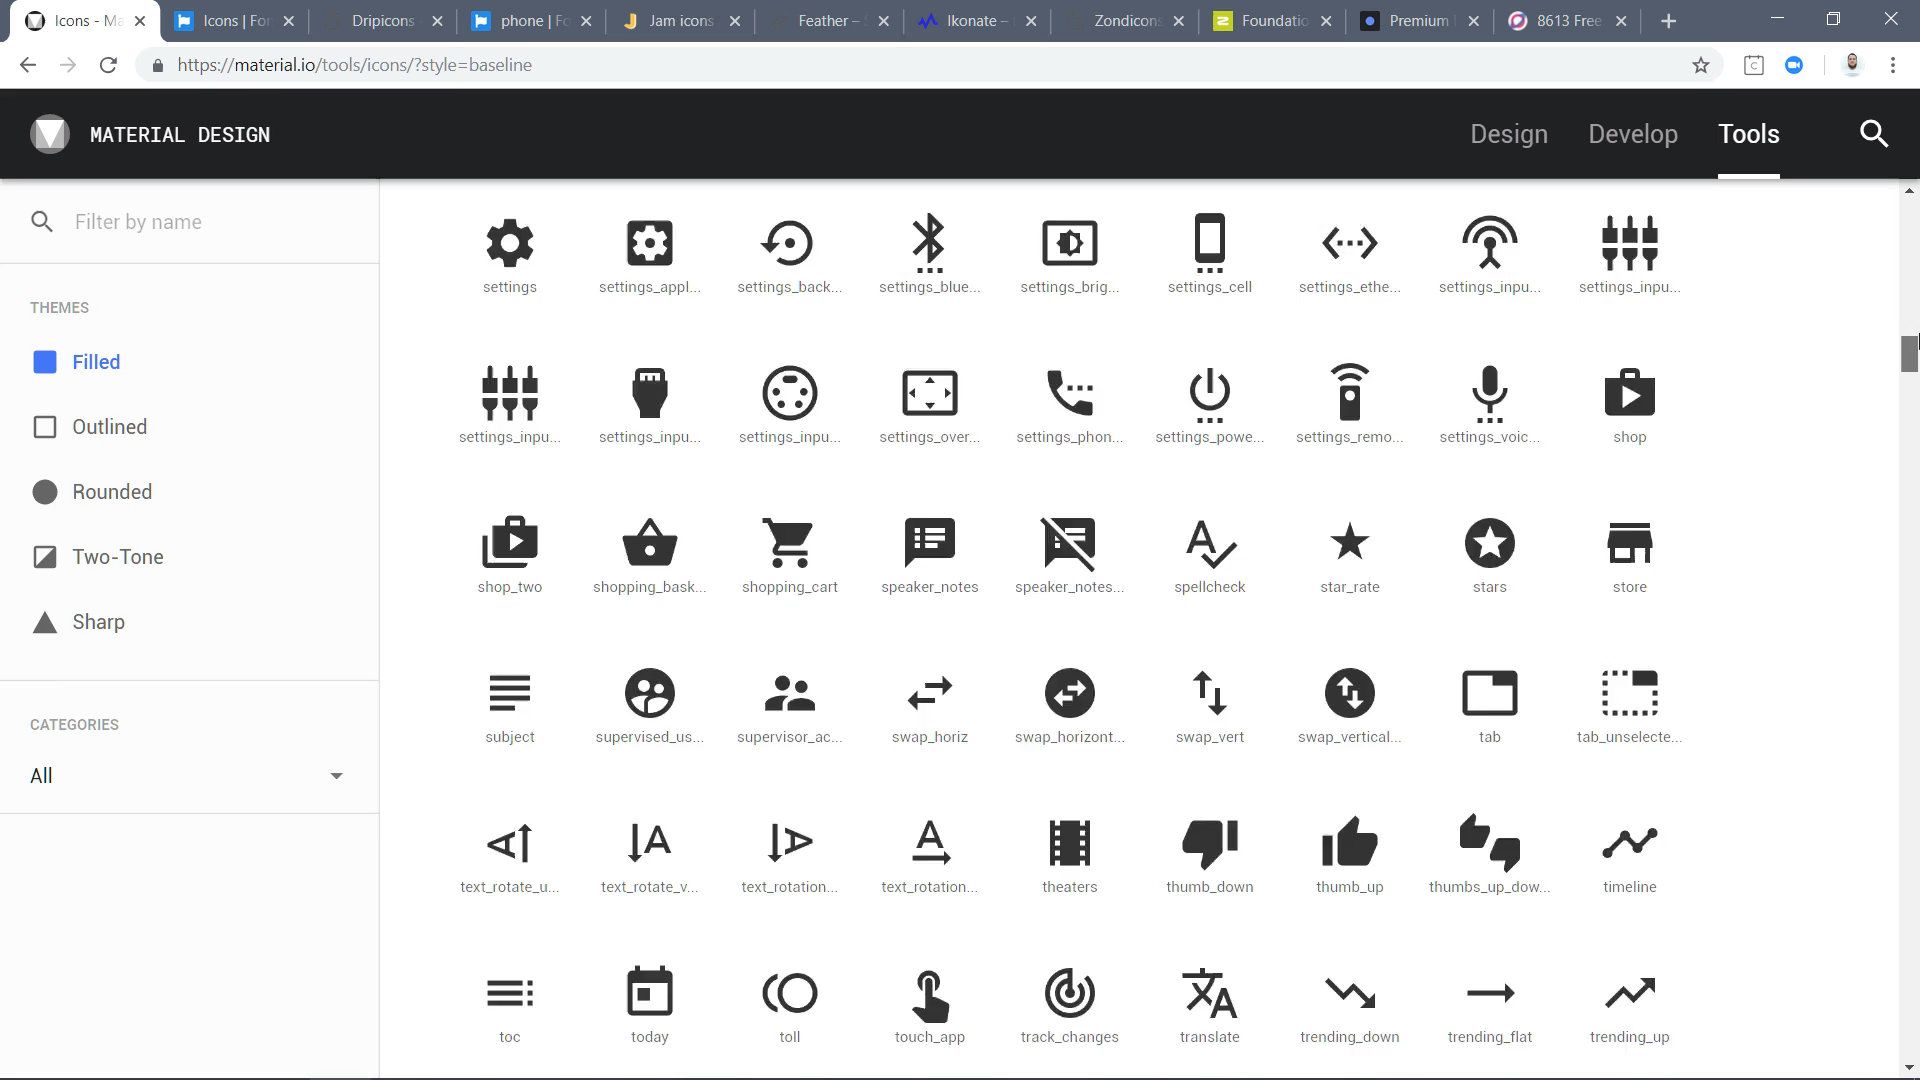 Icons - Ma
Icons | Fon
Dripicons
phone | Fo
Jam icons
Feather –
Ikonate –
Zondicons
Foundatio
Premium
8613 Free
https://material.io/tools/icons/?style=baseline
MATERIAL DESIGN
Design
Develop
Tools
Filter by name
THEMES
Filled
Outlined
Rounded
Two-Tone
Sharp
CATEGORIES
All
settings settings_appl... settings_back... settings_blue... settings_brig... settings_cell settings_ethe... settings_inpu... settings_inpu...
settings_inpu... settings_inpu... settings_inpu... settings_over... settings_phon... settings_powe... settings_remo... settings_voic... shop
shop_two shopping_bask... shopping_cart speaker_notes speaker_notes... spellcheck star_rate stars store
subject supervised_us... supervisor_ac... swap_horiz swap_horizont... swap_vert swap_vertical... tab tab_unselecte...
text_rotate_u... text_rotate_v... text_rotation... text_rotation... theaters thumb_down thumb_up thumbs_up_dow... timeline
toc today toll touch_app track_changes translate trending_down trending_flat trending_up